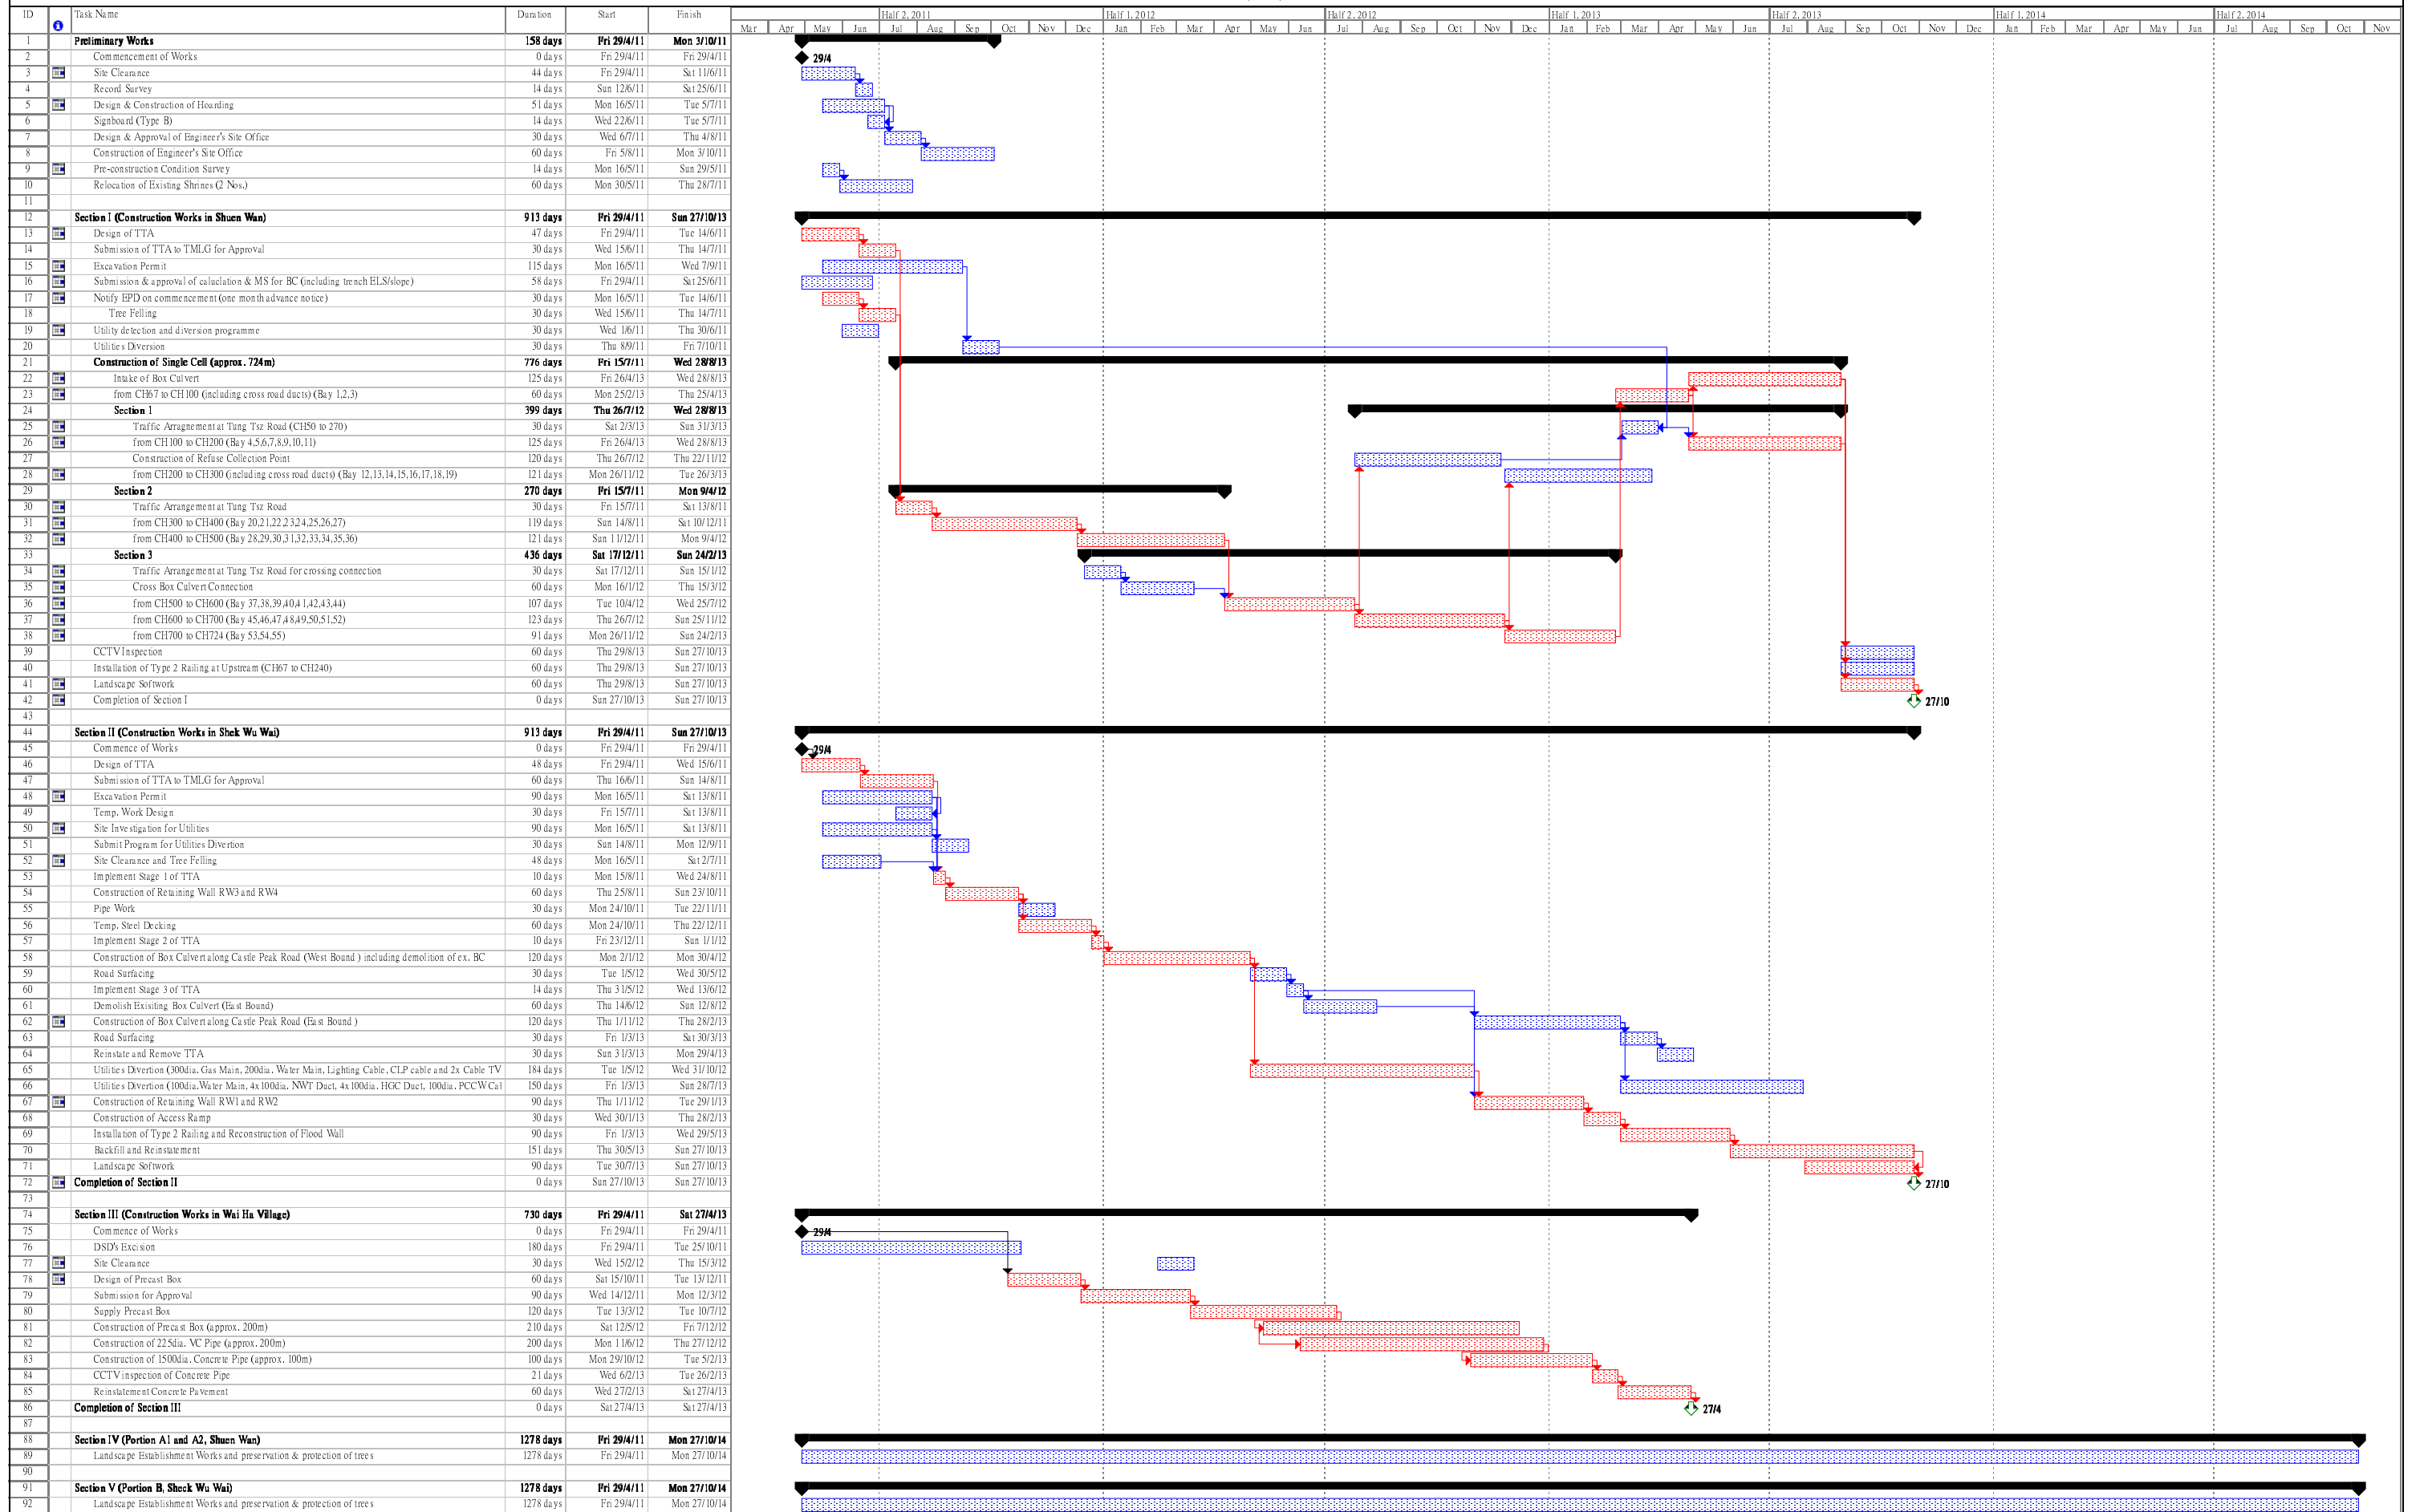 ID Task Name Duration Start Finish Half 2, 2011 Half 1, 2012 Half 2, 2012 Half 1, 2013 Half 2, 2013 Half 1, 2014 Half 2, 2014
Mar Apr May Jun Jul Aug Sep Oct Nov Dec Jan Feb Mar Apr May Jun Jul Aug Sep Oct Nov Dec Jan Feb Mar Apr May Jun Jul Aug Sep Oct Nov Dec Jan Feb Mar Apr May Jun Jul Aug Sep Oct Nov
1 Preliminary Works 158 days Fri 29/4/11 Mon 3/10/11
2 Commencement of Works 0 days Fri 29/4/11 Fri 29/4/11 29/4
3 Site Clearance 44 days Fri 29/4/11 Sat 11/6/11
4 Record Survey 14 days Sun 12/6/11 Sat 25/6/11
5 Design & Construction of Hoarding 51 days Mon 16/5/11 Tue 5/7/11
6 Signboard (Type B) 14 days Wed 22/6/11 Tue 5/7/11
7 Design & Approval of Engineer's Site Office 30 days Wed 6/7/11 Thu 4/8/11
8 Construction of Engineer's Site Office 60 days Fri 5/8/11 Mon 3/10/11
9 Pre-construction Condition Survey 14 days Mon 16/5/11 Sun 29/5/11
10 Relocation of Existing Shrines (2 Nos.) 60 days Mon 30/5/11 Thu 28/7/11
11
12 Section I (Construction Works in Shuen Wan) 913 days Fri 29/4/11 Sun 27/10/13
13 Design of TTA 47 days Fri 29/4/11 Tue 14/6/11
14 Submission of TTA to TMLG for Approval 30 days Wed 15/6/11 Thu 14/7/11
15 Excavation Permit 115 days Mon 16/5/11 Wed 7/9/11
16 Submission & approval of caluclation & MS for BC (including trench ELS/slope) 58 days Fri 29/4/11 Sat 25/6/11
17 Notify EPD on commencement (one month advance notice) 30 days Mon 16/5/11 Tue 14/6/11
18 Tree Felling 30 days Wed 15/6/11 Thu 14/7/11
19 Utility detection and diversion programme 30 days Wed 1/6/11 Thu 30/6/11
20 Utilities Diversion 30 days Thu 8/9/11 Fri 7/10/11
21 Construction of Single Cell (approx. 724m) 776 days Fri 15/7/11 Wed 28/8/13
22 Intake of Box Culvert 125 days Fri 26/4/13 Wed 28/8/13
23 from CH67 to CH100 (including cross road ducts) (Bay 1,2,3) 60 days Mon 25/2/13 Thu 25/4/13
24 Section 1 399 days Thu 26/7/12 Wed 28/8/13
25 Traffic Arragnement at Tung Tsz Road (CH50 to 270) 30 days Sat 2/3/13 Sun 31/3/13
26 from CH100 to CH200 (Bay 4,5,6,7,8,9,10,11) 125 days Fri 26/4/13 Wed 28/8/13
27 Construction of Refuse Collection Point 120 days Thu 26/7/12 Thu 22/11/12
28 from CH200 to CH300 (including cross road ducts) (Bay 12,13,14,15,16,17,18,19) 121 days Mon 26/11/12 Tue 26/3/13
29 Section 2 270 days Fri 15/7/11 Mon 9/4/12
30 Traffic Arrangement at Tung Tsz Road 30 days Fri 15/7/11 Sat 13/8/11
31 from CH300 to CH400 (Bay 20,21,22,23,24,25,26,27) 119 days Sun 14/8/11 Sat 10/12/11
32 from CH400 to CH500 (Bay 28,29,30,31,32,33,34,35,36) 121 days Sun 11/12/11 Mon 9/4/12
33 Section 3 436 days Sat 17/12/11 Sun 24/2/13
34 Traffic Arrangement at Tung Tsz Road for crossing connection 30 days Sat 17/12/11 Sun 15/1/12
35 Cross Box Culvert Connection 60 days Mon 16/1/12 Thu 15/3/12
36 from CH500 to CH600 (Bay 37,38,39,40,41,42,43,44) 107 days Tue 10/4/12 Wed 25/7/12
37 from CH600 to CH700 (Bay 45,46,47,48,49,50,51,52) 123 days Thu 26/7/12 Sun 25/11/12
38 from CH700 to CH724 (Bay 53,54,55) 91 days Mon 26/11/12 Sun 24/2/13
39 CCTV Inspection 60 days Thu 29/8/13 Sun 27/10/13
40 Installation of Type 2 Railing at Upstream (CH67 to CH240) 60 days Thu 29/8/13 Sun 27/10/13
41 Landscape Softwork 60 days Thu 29/8/13 Sun 27/10/13
42 Completion of Section I 0 days Sun 27/10/13 Sun 27/10/13 27/10
43
44 Section II (Construction Works in Shek Wu Wai) 913 days Fri 29/4/11 Sun 27/10/13
45 Commence of Works 0 days Fri 29/4/11 Fri 29/4/11 29/4
46 Design of TTA 48 days Fri 29/4/11 Wed 15/6/11
47 Submission of TTA to TMLG for Approval 60 days Thu 16/6/11 Sun 14/8/11
48 Excavation Permit 90 days Mon 16/5/11 Sat 13/8/11
49 Temp. Work Design 30 days Fri 15/7/11 Sat 13/8/11
50 Site Investigation for Utilities 90 days Mon 16/5/11 Sat 13/8/11
51 Submit Program for Utilities Divertion 30 days Sun 14/8/11 Mon 12/9/11
52 Site Clearance and Tree Felling 48 days Mon 16/5/11 Sat 2/7/11
53 Implement Stage 1 of TTA 10 days Mon 15/8/11 Wed 24/8/11
54 Construction of Retaining Wall RW3 and RW4 60 days Thu 25/8/11 Sun 23/10/11
55 Pipe Work 30 days Mon 24/10/11 Tue 22/11/11
56 Temp. Steel Decking 60 days Mon 24/10/11 Thu 22/12/11
57 Implement Stage 2 of TTA 10 days Fri 23/12/11 Sun 1/1/12
58 Construction of Box Culvert along Castle Peak Road (West Bound ) including demolition of ex. BC 120 days Mon 2/1/12 Mon 30/4/12
59 Road Surfacing 30 days Tue 1/5/12 Wed 30/5/12
60 Implement Stage 3 of TTA 14 days Thu 31/5/12 Wed 13/6/12
61 Demolish Exisiting Box Culvert (East Bound) 60 days Thu 14/6/12 Sun 12/8/12
62 Construction of Box Culvert along Castle Peak Road (East Bound ) 120 days Thu 1/11/12 Thu 28/2/13
63 Road Surfacing 30 days Fri 1/3/13 Sat 30/3/13
64 Reinstate and Remove TTA 30 days Sun 31/3/13 Mon 29/4/13
65 Utilities Divertion (300dia. Gas Main, 200dia. Water Main, Lighting Cable, CLP cable and 2x Cable TV 184 days Tue 1/5/12 Wed 31/10/12
66 Utilities Divertion (100dia.Water Main, 4x100dia. NWT Duct, 4x100dia. HGC Duct, 100dia. PCCW Cal 150 days Fri 1/3/13 Sun 28/7/13
67 Construction of Retaining Wall RW1 and RW2 90 days Thu 1/11/12 Tue 29/1/13
68 Construction of Access Ramp 30 days Wed 30/1/13 Thu 28/2/13
69 Installation of Type 2 Railing and Reconstruction of Flood Wall 90 days Fri 1/3/13 Wed 29/5/13
70 Backfill and Reinstatement 151 days Thu 30/5/13 Sun 27/10/13
71 Landscape Softwork 90 days Tue 30/7/13 Sun 27/10/13
72 Completion of Section II 0 days Sun 27/10/13 Sun 27/10/13 27/10
73
74 Section III (Construction Works in Wai Ha Village) 730 days Fri 29/4/11 Sat 27/4/13
75 Commence of Works 0 days Fri 29/4/11 Fri 29/4/11 29/4
76 DSD's Excision 180 days Fri 29/4/11 Tue 25/10/11
77 Site Clearance 30 days Wed 15/2/12 Thu 15/3/12
78 Design of Precast Box 60 days Sat 15/10/11 Tue 13/12/11
79 Submission for Approval 90 days Wed 14/12/11 Mon 12/3/12
80 Supply Precast Box 120 days Tue 13/3/12 Tue 10/7/12
81 Construction of Precast Box (approx. 200m) 210 days Sat 12/5/12 Fri 7/12/12
82 Construction of 225dia. VC Pipe (approx. 200m) 200 days Mon 11/6/12 Thu 27/12/12
83 Construction of 1500dia. Concrete Pipe (approx. 100m) 100 days Mon 29/10/12 Tue 5/2/13
84 CCTV inspection of Concrete Pipe 21 days Wed 6/2/13 Tue 26/2/13
85 Reinstatement Concrete Pavement 60 days Wed 27/2/13 Sat 27/4/13
86 Completion of Section III 0 days Sat 27/4/13 Sat 27/4/13 27/4
87
88 Section IV (Portion A1 and A2, Shuen Wan) 1278 days Fri 29/4/11 Mon 27/10/14
89 Landscape Establishment Works and preservation & protection of trees 1278 days Fri 29/4/11 Mon 27/10/14
90
91 Section V (Portion B, Sheck Wu Wai) 1278 days Fri 29/4/11 Mon 27/10/14
92 Landscape Establishment Works and preservation & protection of trees 1278 days Fri 29/4/11 Mon 27/10/14